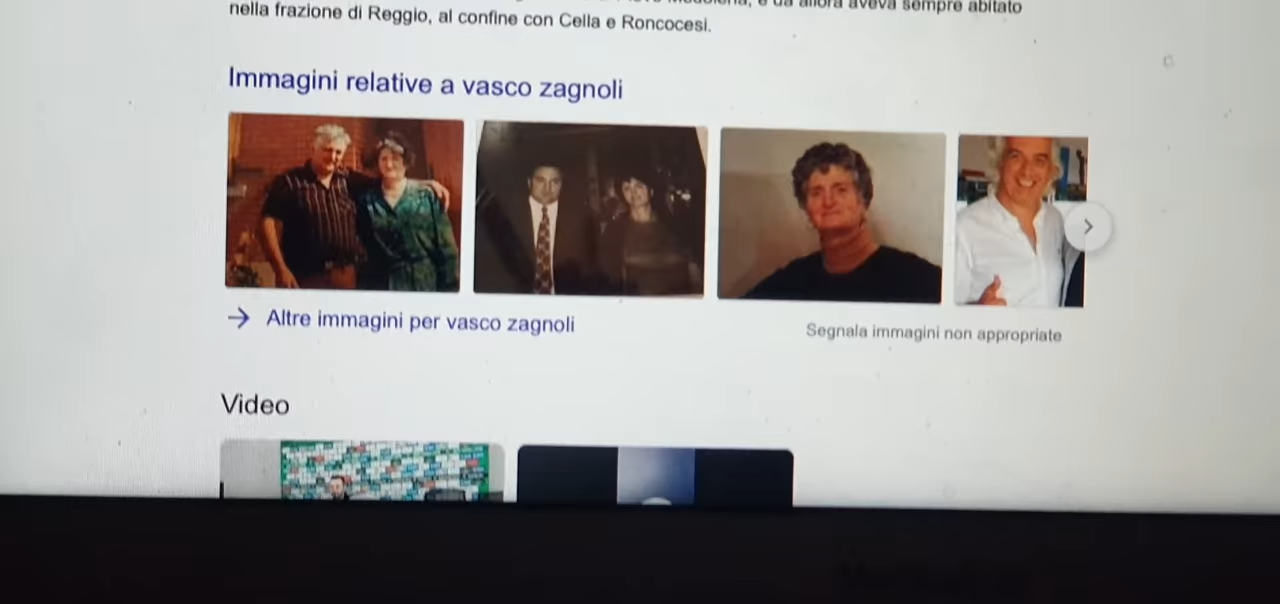 nella frazione di Reggio, al confine con Cella e Roncocesi.
Immagini relative a vasco zagnoli
Altre immagini per vasco zagnoli
Segnala immagini non appropriate
Video